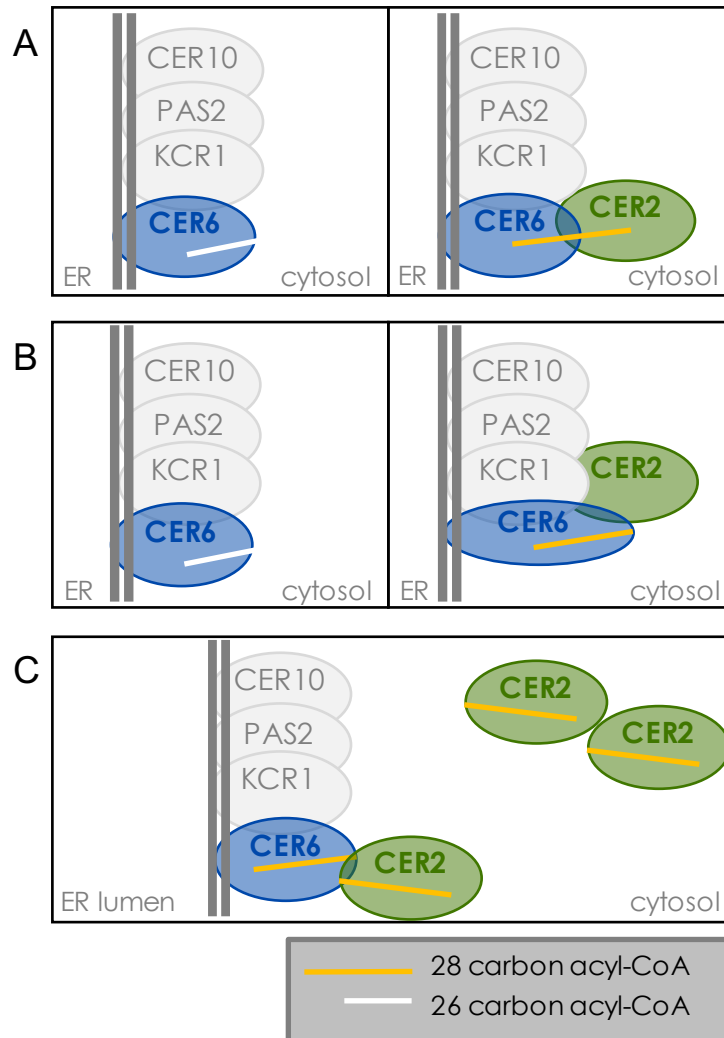 A
CER10
PAS2
KCR1
CER6
ER
cytosol
CER10
PAS2
KCR1
CER6
CER2
ER
cytosol
B
CER10
PAS2
KCR1
CER6
ER
cytosol
CER10
PAS2
KCR1
CER2
CER6
ER
cytosol
C
CER10
PAS2
KCR1
CER6
CER2
CER2
CER2
ER lumen
cytosol
28 carbon acyl-CoA
26 carbon acyl-CoA